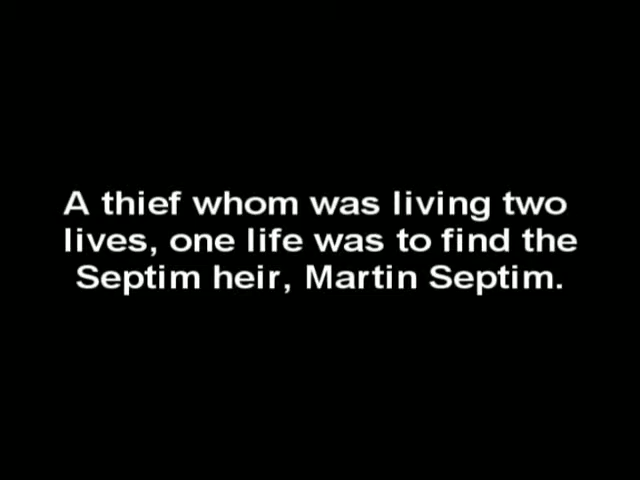 A thief whom was living two
lives, one life was to find the
Septim heir, Martin Septim.